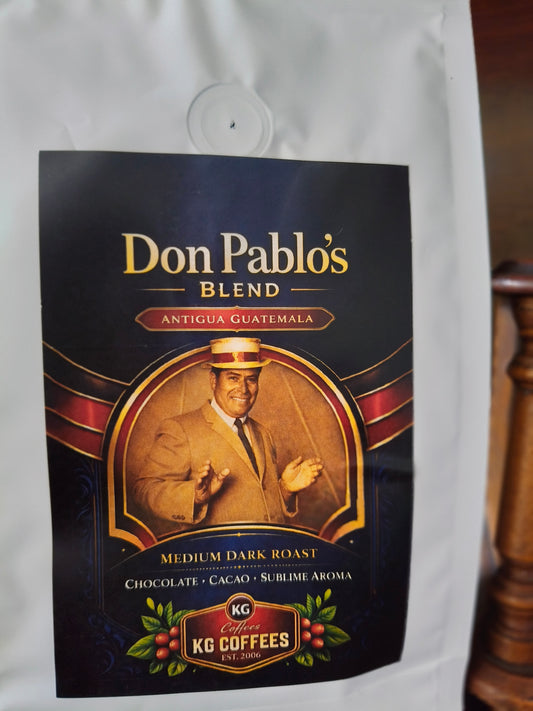 Don Pablo's
BLEND
ANTIGUA GUATEMALA
MEDIUM DARK ROAST
CHOCOLATE · CACAO · SUBLIME AROMA
KG
Coffees
KG COFFEES
EST. 2006